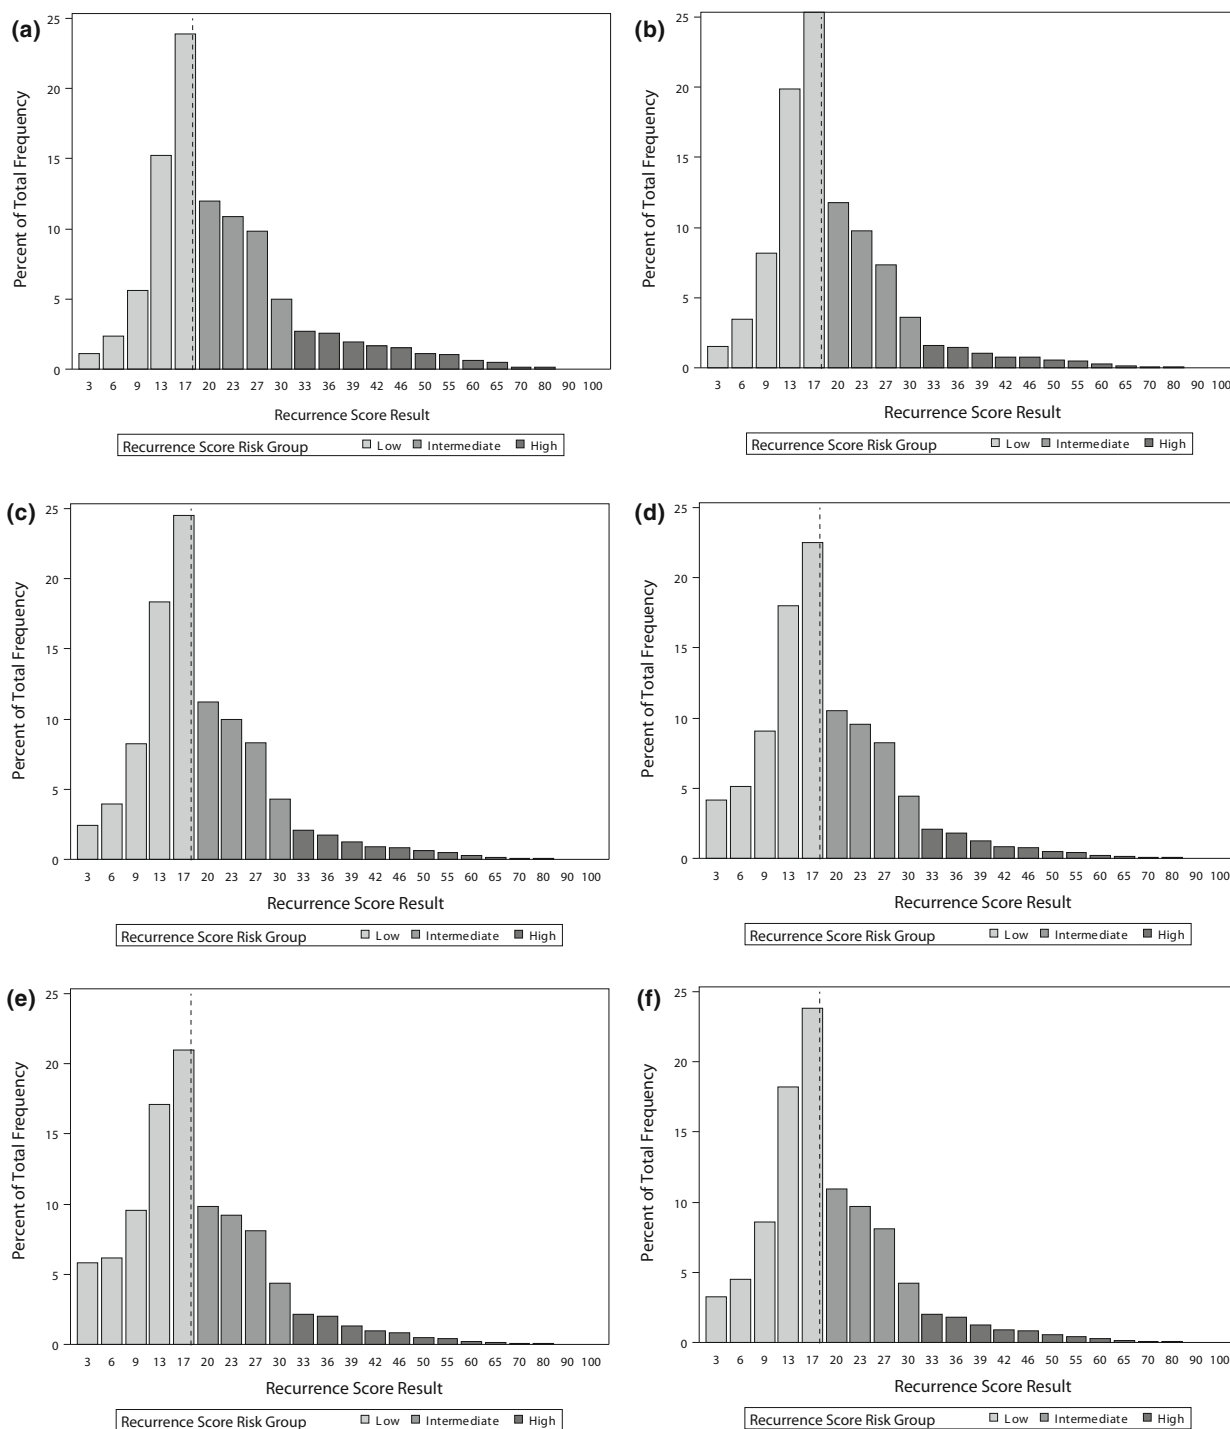 (a)
Percent of Total Frequency
25
20
15
10
5
0
3 6 9 13 17 20 23 27 30 33 36 39 42 46 50 55 60 65 70 80 90 100
Recurrence Score Result
Recurrence Score Risk Group Low Intermediate High
(b)
Percent of Total Frequency
25
20
15
10
5
0
3 6 9 13 17 20 23 27 30 33 36 39 42 46 50 55 60 65 70 80 90 100
Recurrence Score Result
Recurrence Score Risk Group Low Intermediate High
(c)
Percent of Total Frequency
25
20
15
10
5
0
3 6 9 13 17 20 23 27 30 33 36 39 42 46 50 55 60 65 70 80 90 100
Recurrence Score Result
Recurrence Score Risk Group Low Intermediate High
(d)
Percent of Total Frequency
25
20
15
10
5
0
3 6 9 13 17 20 23 27 30 33 36 39 42 46 50 55 60 65 70 80 90 100
Recurrence Score Result
Recurrence Score Risk Group Low Intermediate High
(e)
Percent of Total Frequency
25
20
15
10
5
0
3 6 9 13 17 20 23 27 30 33 36 39 42 46 50 55 60 65 70 80 90 100
Recurrence Score Result
Recurrence Score Risk Group Low Intermediate High
(f)
Percent of Total Frequency
25
20
15
10
5
0
3 6 9 13 17 20 23 27 30 33 36 39 42 46 50 55 60 65 70 80 90 100
Recurrence Score Result
Recurrence Score Risk Group Low Intermediate High